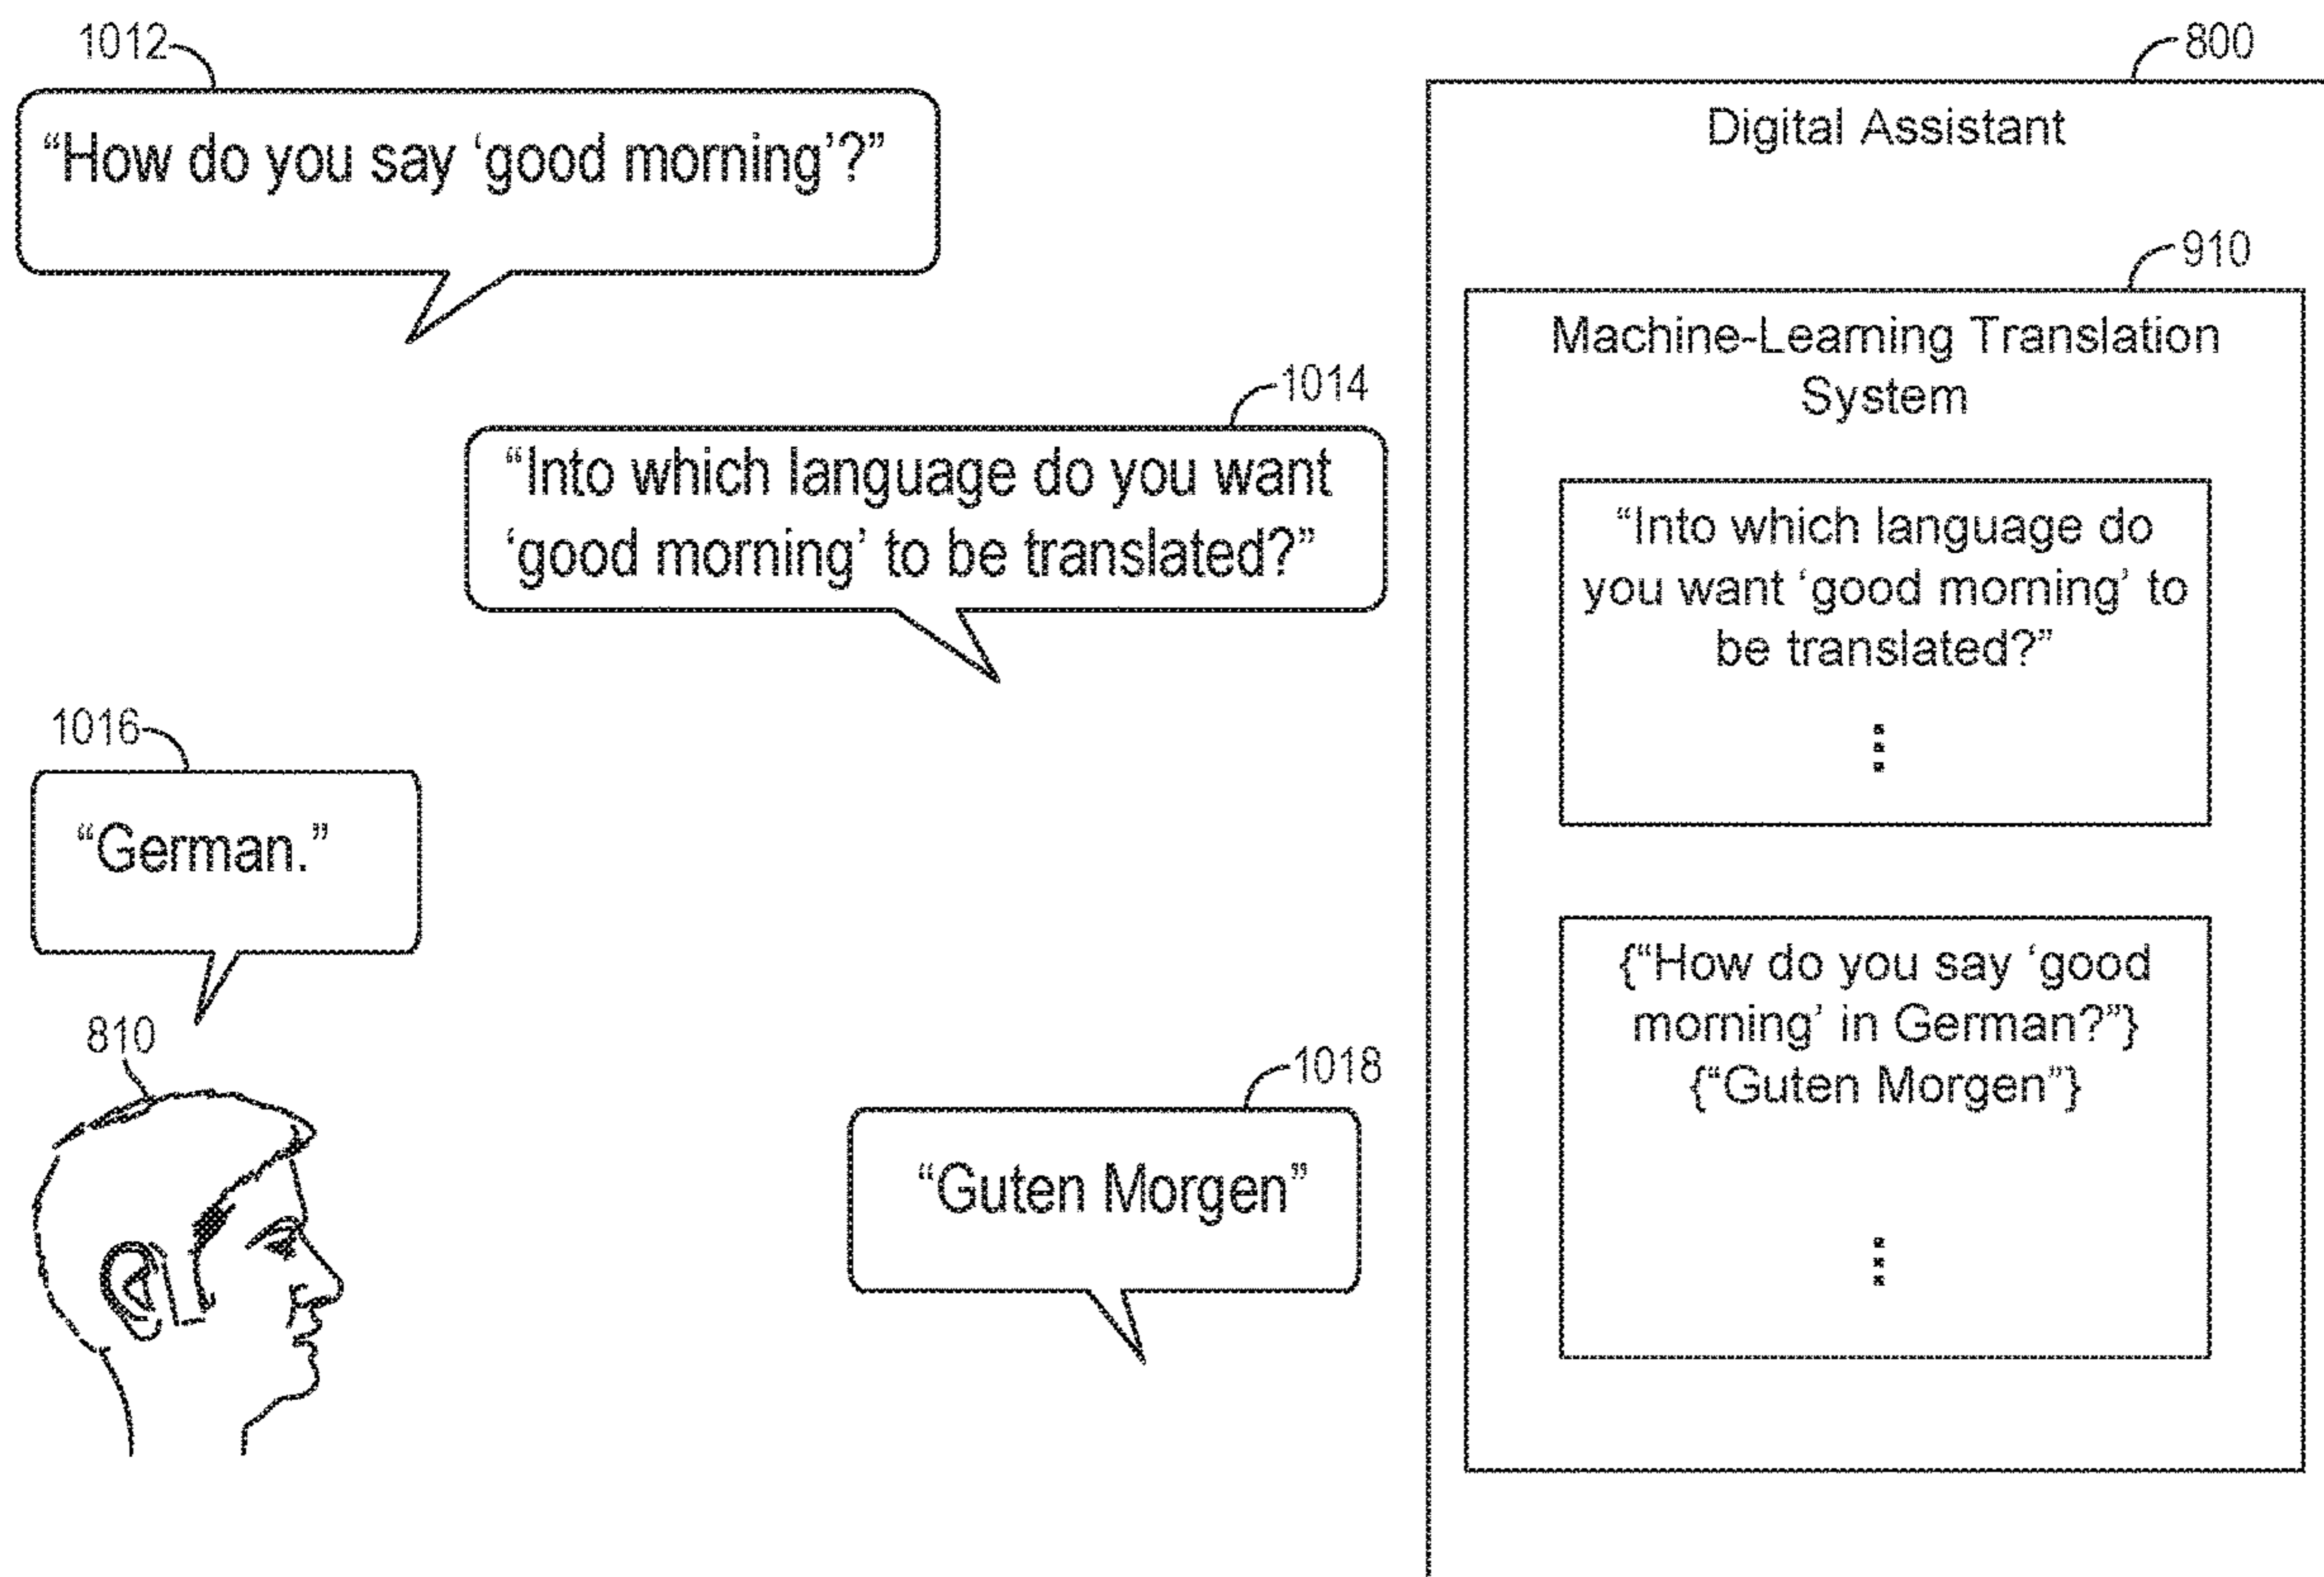 1012
“How do you say ‘good morning’?”
1014
“Into which language do you want
‘good morning’ to be translated?”
1016
“German.”
810
1018
“Guten Morgen”
800
Digital Assistant
910
Machine-Learning Translation
System
“Into which language do
you want ‘good morning’ to
be translated?”
{“How do you say ‘good
morning’ in German?”}
{“Guten Morgen”}